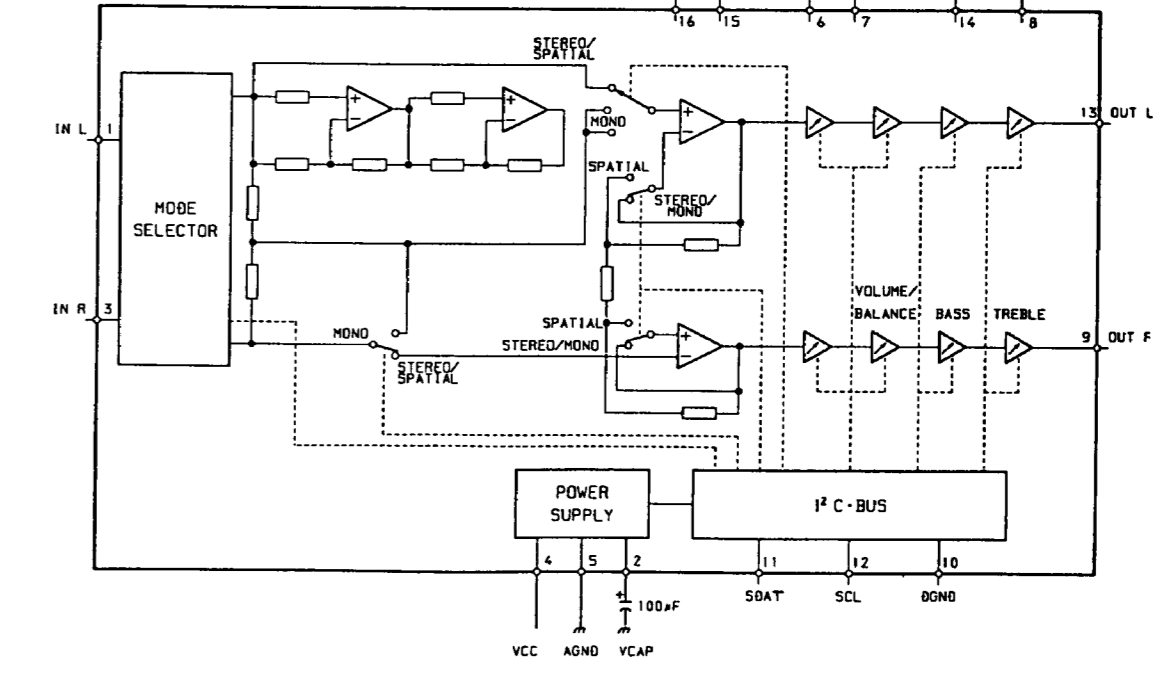 16 15 6 7 14 8
STEREO/
SPATIAL
MONO
IN L 1
13 OUT L
SPATIAL
STEREO/
MONO
MODE
SELECTOR
IN R 3
VOLUME/
BALANCE BASS TREBLE
MONO
SPATIAL
STEREO/MONO
9 OUT R
STEREO/
SPATIAL
POWER
SUPPLY
I² C-BUS
4 5 2 11 12 10
100µF
SDAT SCL DGND
VCC AGND VCAP